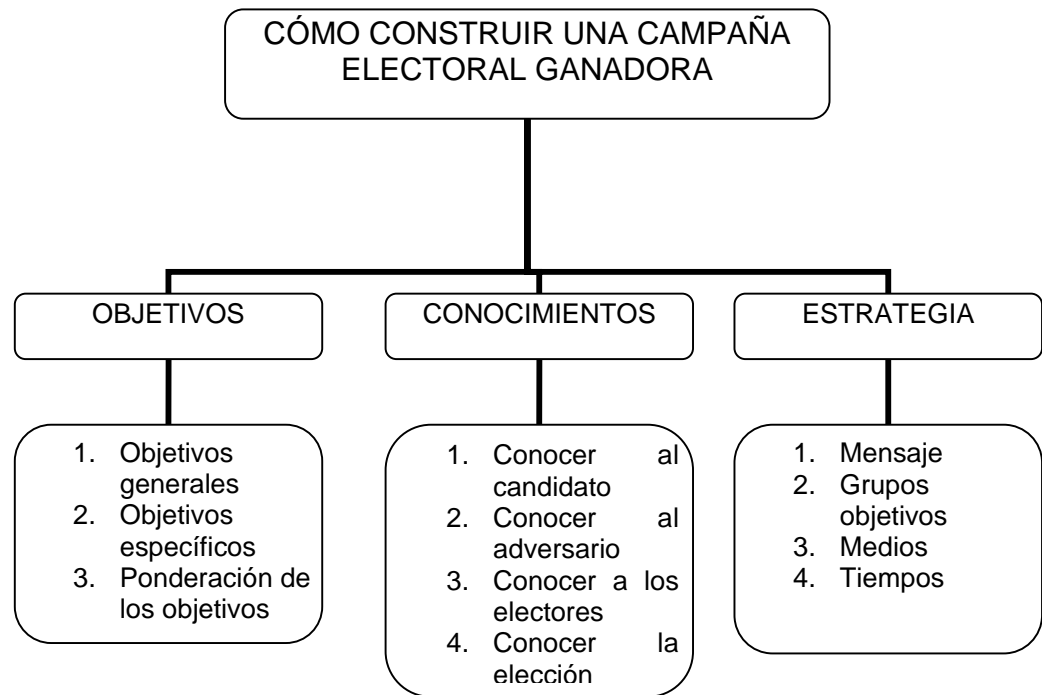 CÓMO CONSTRUIR UNA CAMPAÑA
ELECTORAL GANADORA
OBJETIVOS
CONOCIMIENTOS
ESTRATEGIA
1. Objetivos
generales
2. Objetivos
específicos
3. Ponderación de
los objetivos
1. Conocer al
candidato
2. Conocer al
adversario
3. Conocer a los
electores
4. Conocer la
elección
1. Mensaje
2. Grupos
objetivos
3. Medios
4. Tiempos